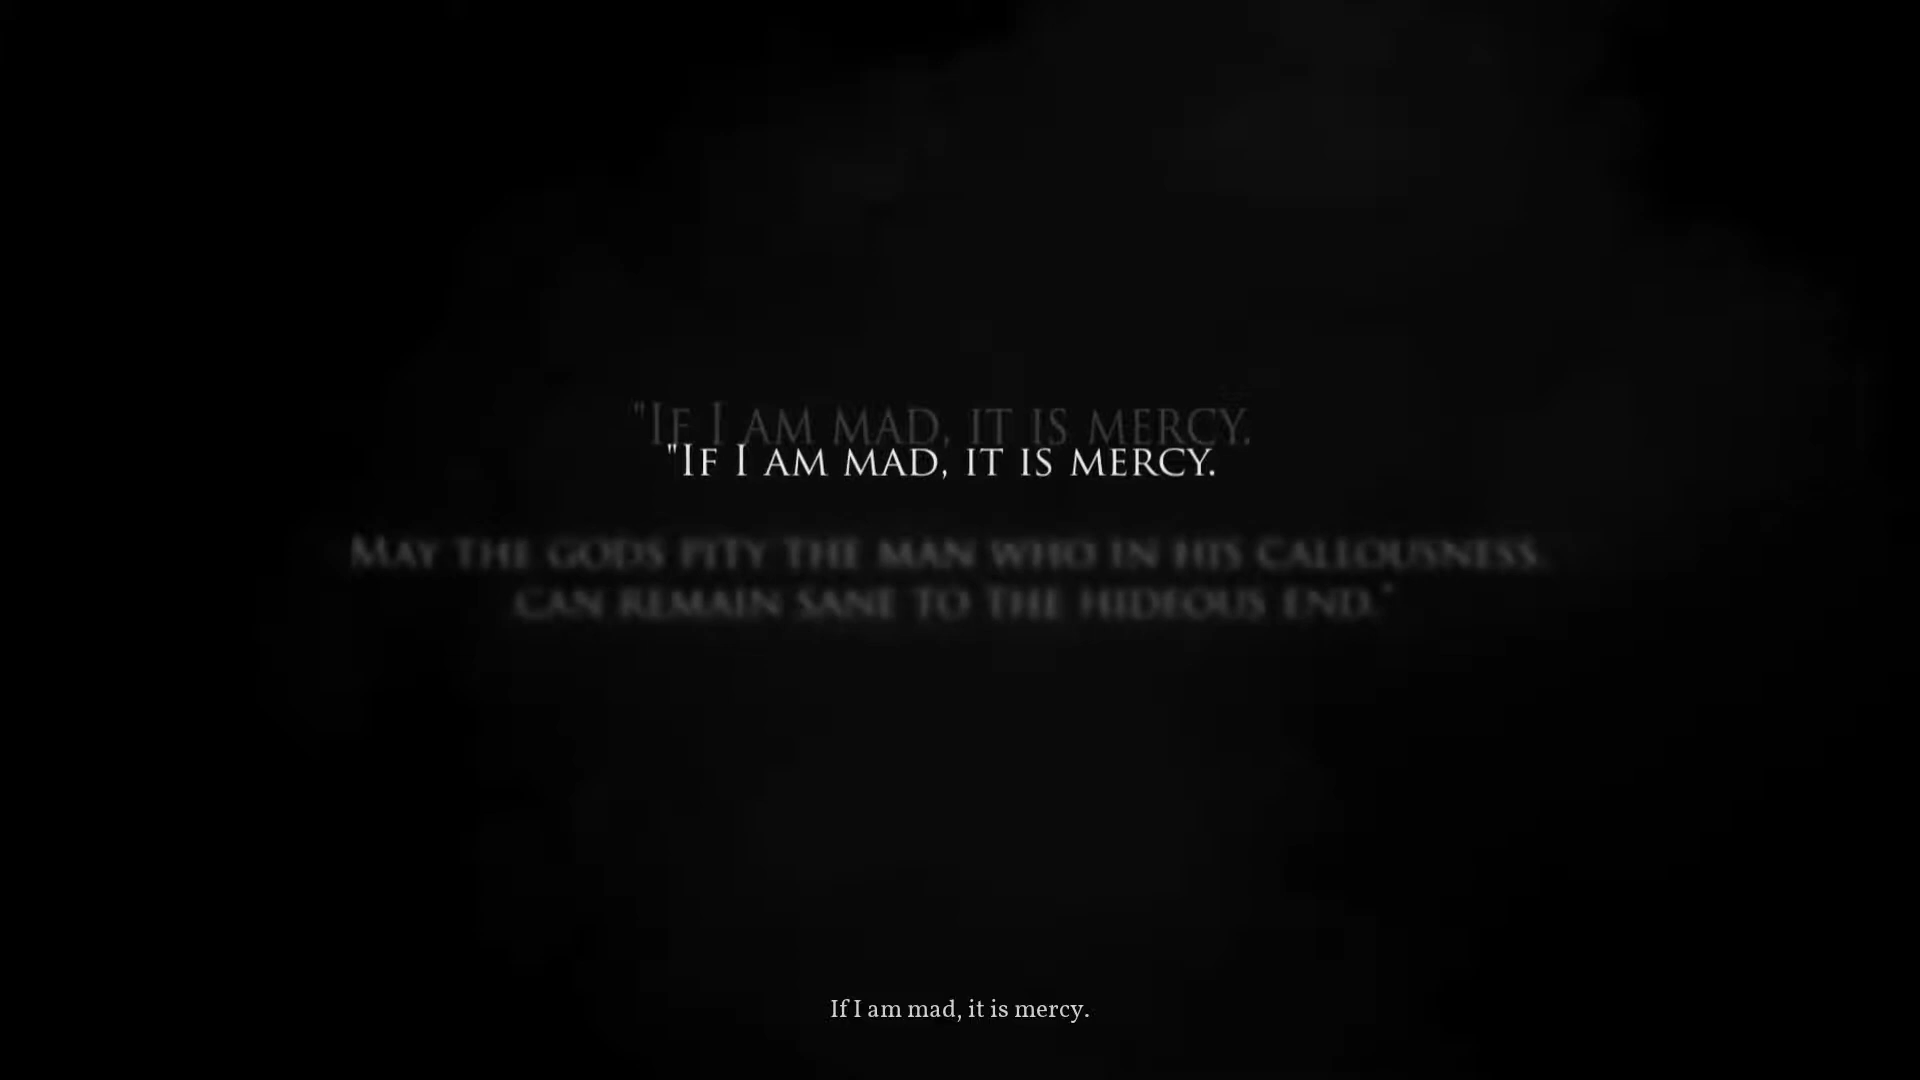 "If I am mad, it is mercy.
"If I am mad, it is mercy.
May the gods pity the man who in his callousness
can remain sane to the hideous end."
If I am mad, it is mercy.